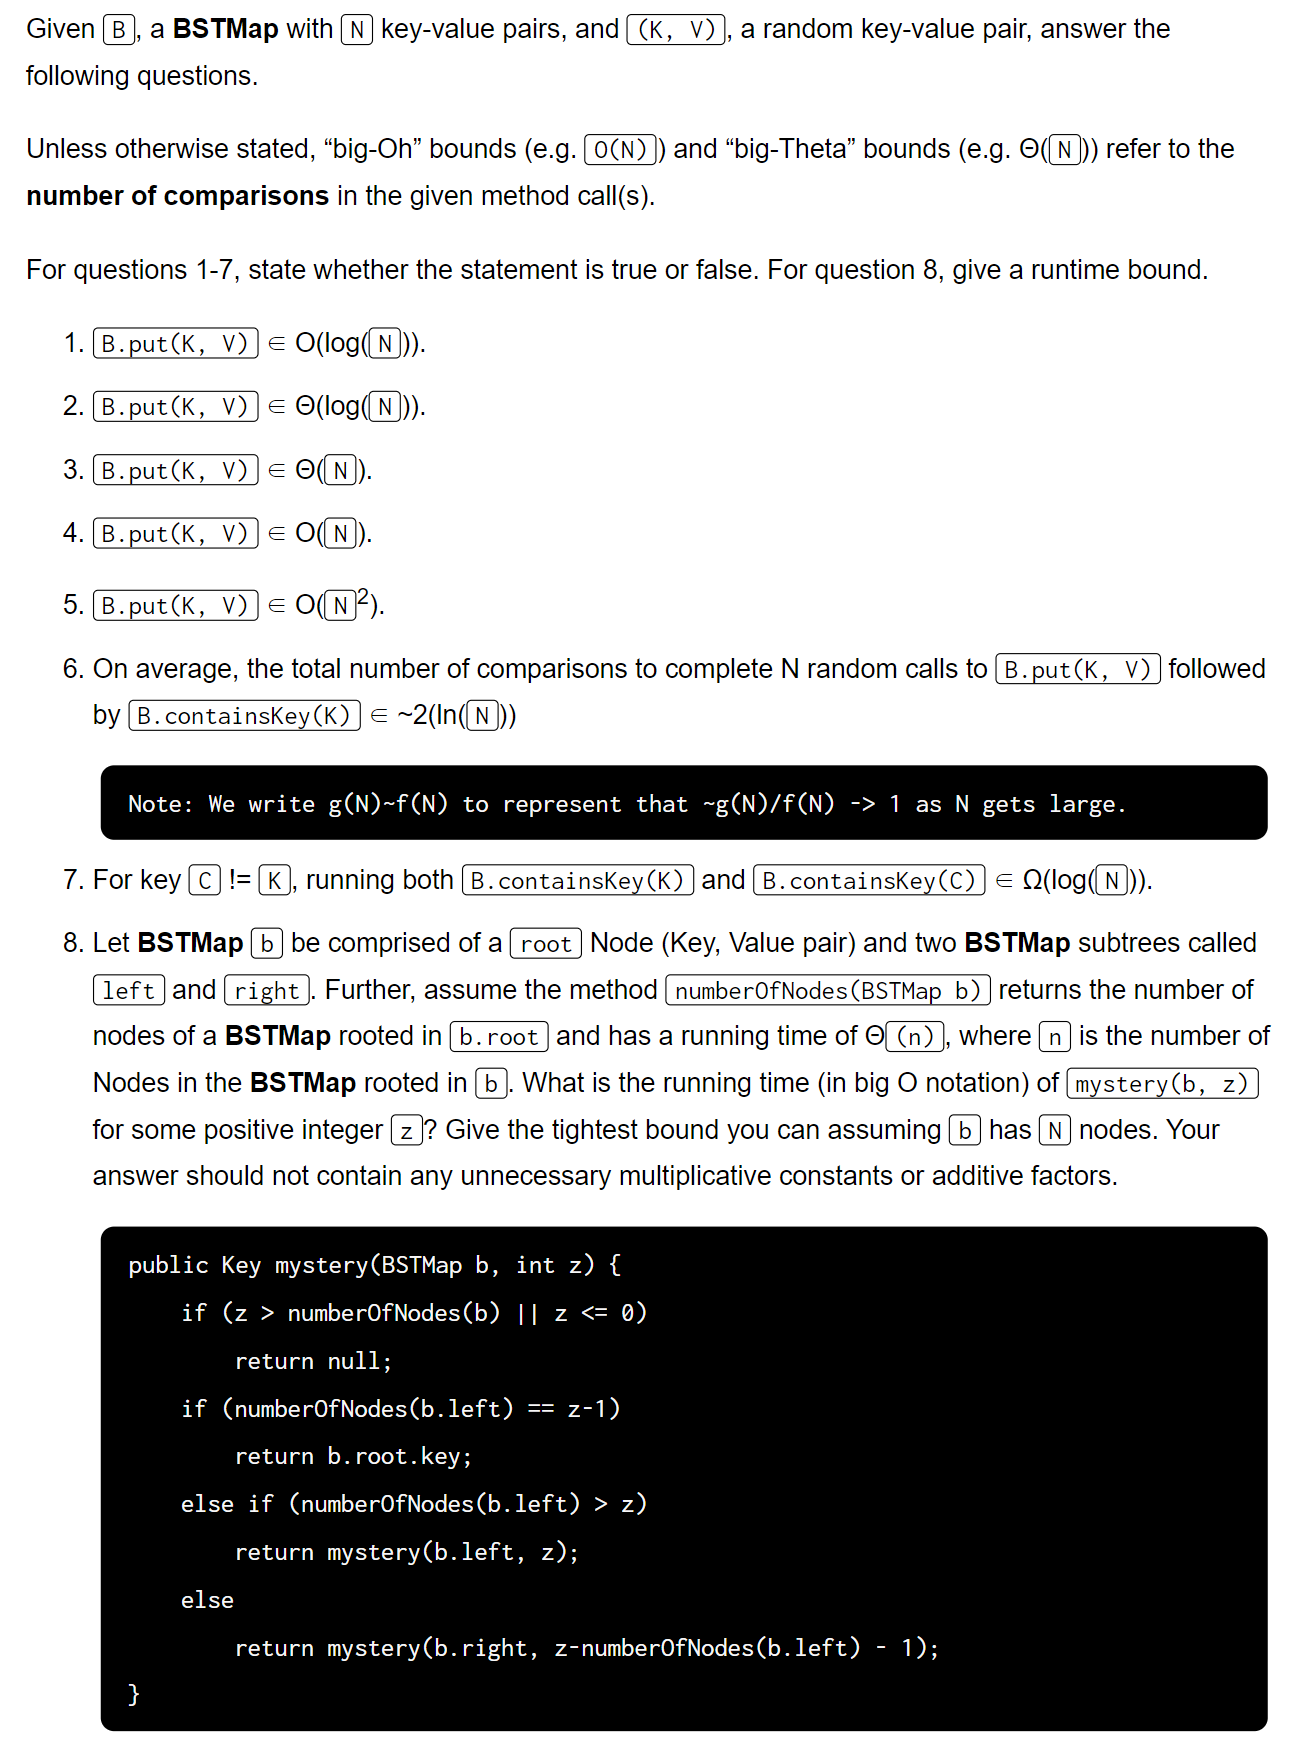 Given B, a BSTMap with N key-value pairs, and (K, V), a random key-value pair, answer the
following questions.
Unless otherwise stated, “big-Oh” bounds (e.g. O(N)) and “big-Theta” bounds (e.g. Θ(N)) refer to the
number of comparisons in the given method call(s).
For questions 1-7, state whether the statement is true or false. For question 8, give a runtime bound.
1. B.put(K, V) ∈ O(log(N)).
2. B.put(K, V) ∈ Θ(log(N)).
3. B.put(K, V) ∈ Θ(N).
4. B.put(K, V) ∈ O(N).
5. B.put(K, V) ∈ O(N²).
6. On average, the total number of comparisons to complete N random calls to B.put(K, V) followed
by B.containsKey(K) ∈ ~2(ln(N))
Note: We write g(N)~f(N) to represent that ~g(N)/f(N) -> 1 as N gets large.
7. For key C != K, running both B.containsKey(K) and B.containsKey(C) ∈ Ω(log(N)).
8. Let BSTMap b be comprised of a root Node (Key, Value pair) and two BSTMap subtrees called
left and right. Further, assume the method numberOfNodes(BSTMap b) returns the number of
nodes of a BSTMap rooted in b.root and has a running time of Θ(n), where n is the number of
Nodes in the BSTMap rooted in b. What is the running time (in big O notation) of mystery(b, z)
for some positive integer z? Give the tightest bound you can assuming b has N nodes. Your
answer should not contain any unnecessary multiplicative constants or additive factors.
public Key mystery(BSTMap b, int z) {
    if (z > numberOfNodes(b) || z <= 0)
        return null;
    if (numberOfNodes(b.left) == z-1)
        return b.root.key;
    else if (numberOfNodes(b.left) > z)
        return mystery(b.left, z);
    else
        return mystery(b.right, z-numberOfNodes(b.left) - 1);
}